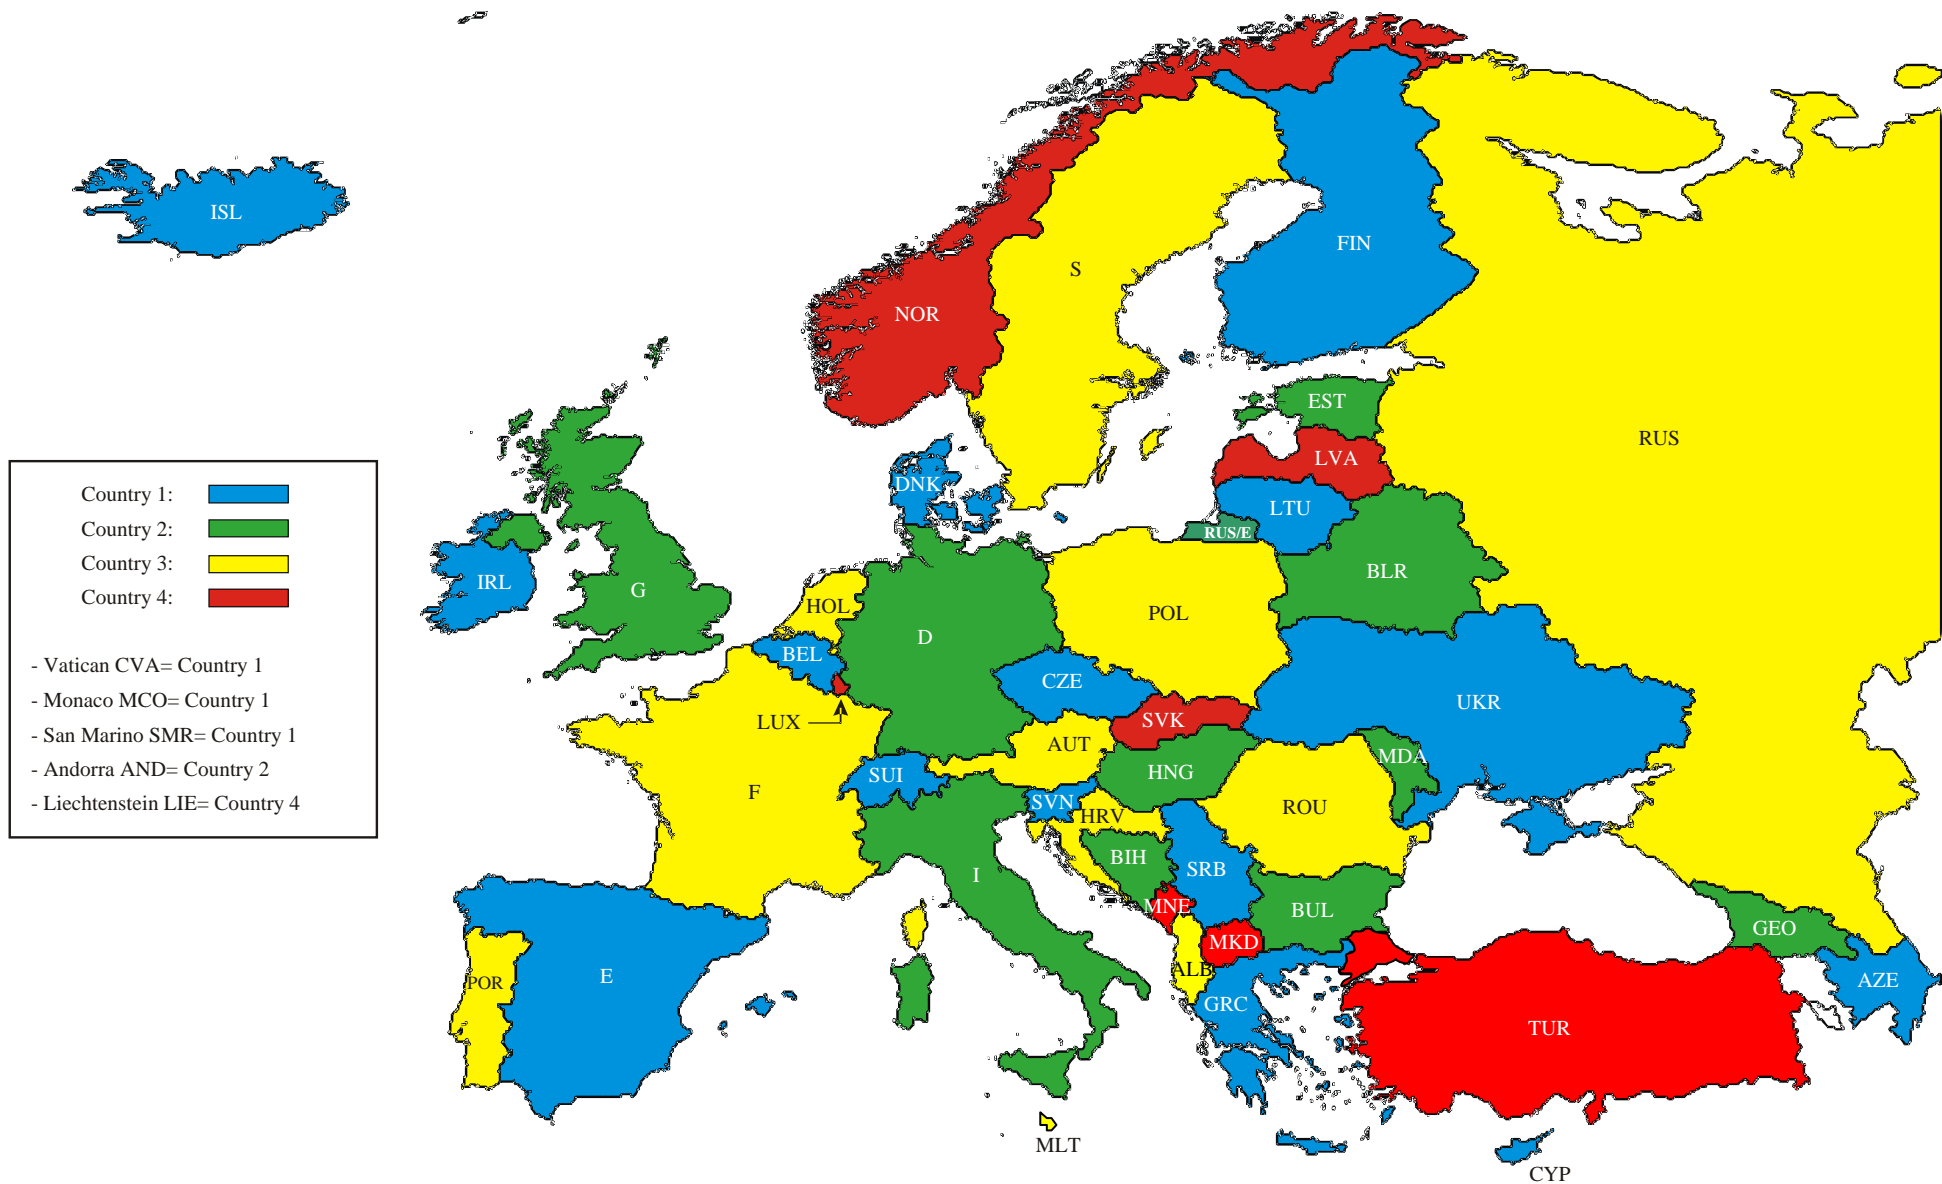 ISL
FIN
S
NOR
EST
RUS
LVA
DNK
LTU
RUS/E
BLR
IRL
G
HOL
D
POL
BEL
CZE
UKR
LUX
SVK
AUT
MDA
HNG
SUI
F
SVN
HRV
ROU
BIH
SRB
I
MNE
BUL
MKD
GEO
ALB
POR
E
AZE
GRC
TUR
MLT
CYP
Country 1:
Country 2:
Country 3:
Country 4:
- Vatican CVA= Country 1
- Monaco MCO= Country 1
- San Marino SMR= Country 1
- Andorra AND= Country 2
- Liechtenstein LIE= Country 4